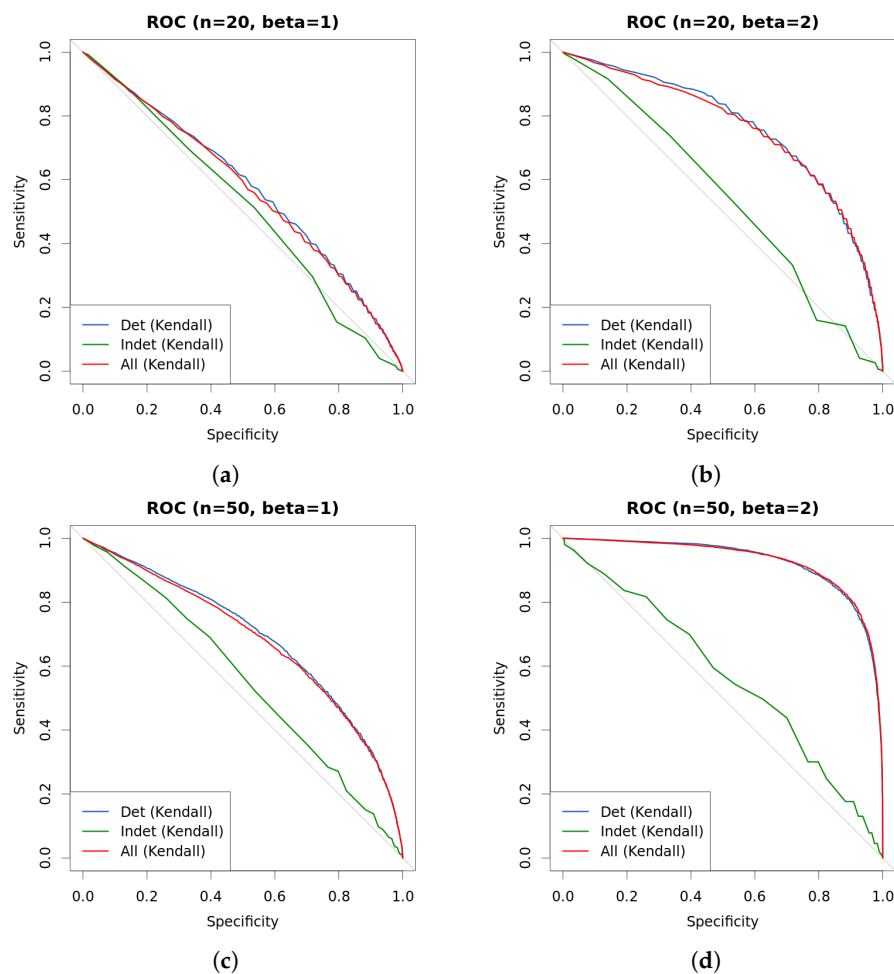 ROC (n=20, beta=1)
Sensitivity
0.0 0.2 0.4 0.6 0.8 1.0
Det (Kendall)
Indet (Kendall)
All (Kendall)
0.0 0.2 0.4 0.6 0.8 1.0
Specificity
(a)
ROC (n=20, beta=2)
Sensitivity
0.0 0.2 0.4 0.6 0.8 1.0
Det (Kendall)
Indet (Kendall)
All (Kendall)
0.0 0.2 0.4 0.6 0.8 1.0
Specificity
(b)
ROC (n=50, beta=1)
Sensitivity
0.0 0.2 0.4 0.6 0.8 1.0
Det (Kendall)
Indet (Kendall)
All (Kendall)
0.0 0.2 0.4 0.6 0.8 1.0
Specificity
(c)
ROC (n=50, beta=2)
Sensitivity
0.0 0.2 0.4 0.6 0.8 1.0
Det (Kendall)
Indet (Kendall)
All (Kendall)
0.0 0.2 0.4 0.6 0.8 1.0
Specificity
(d)